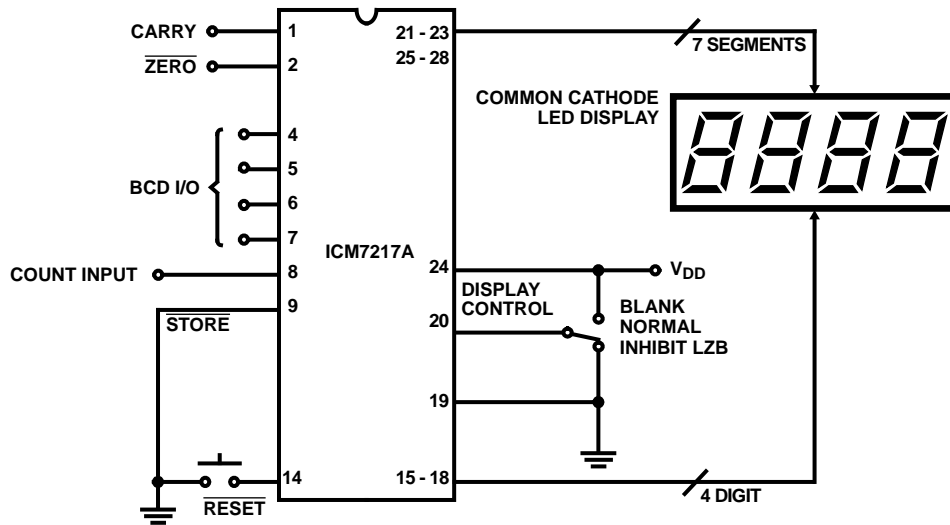 CARRY
1
21 - 23
7 SEGMENTS
ZERO
2
25 - 28
COMMON CATHODE
LED DISPLAY
8888
4
BCD I/O
5
6
7
ICM7217A
COUNT INPUT
8
24
VDD
9
STORE
DISPLAY
CONTROL
20
BLANK
NORMAL
INHIBIT LZB
19
14
RESET
15 - 18
4 DIGIT